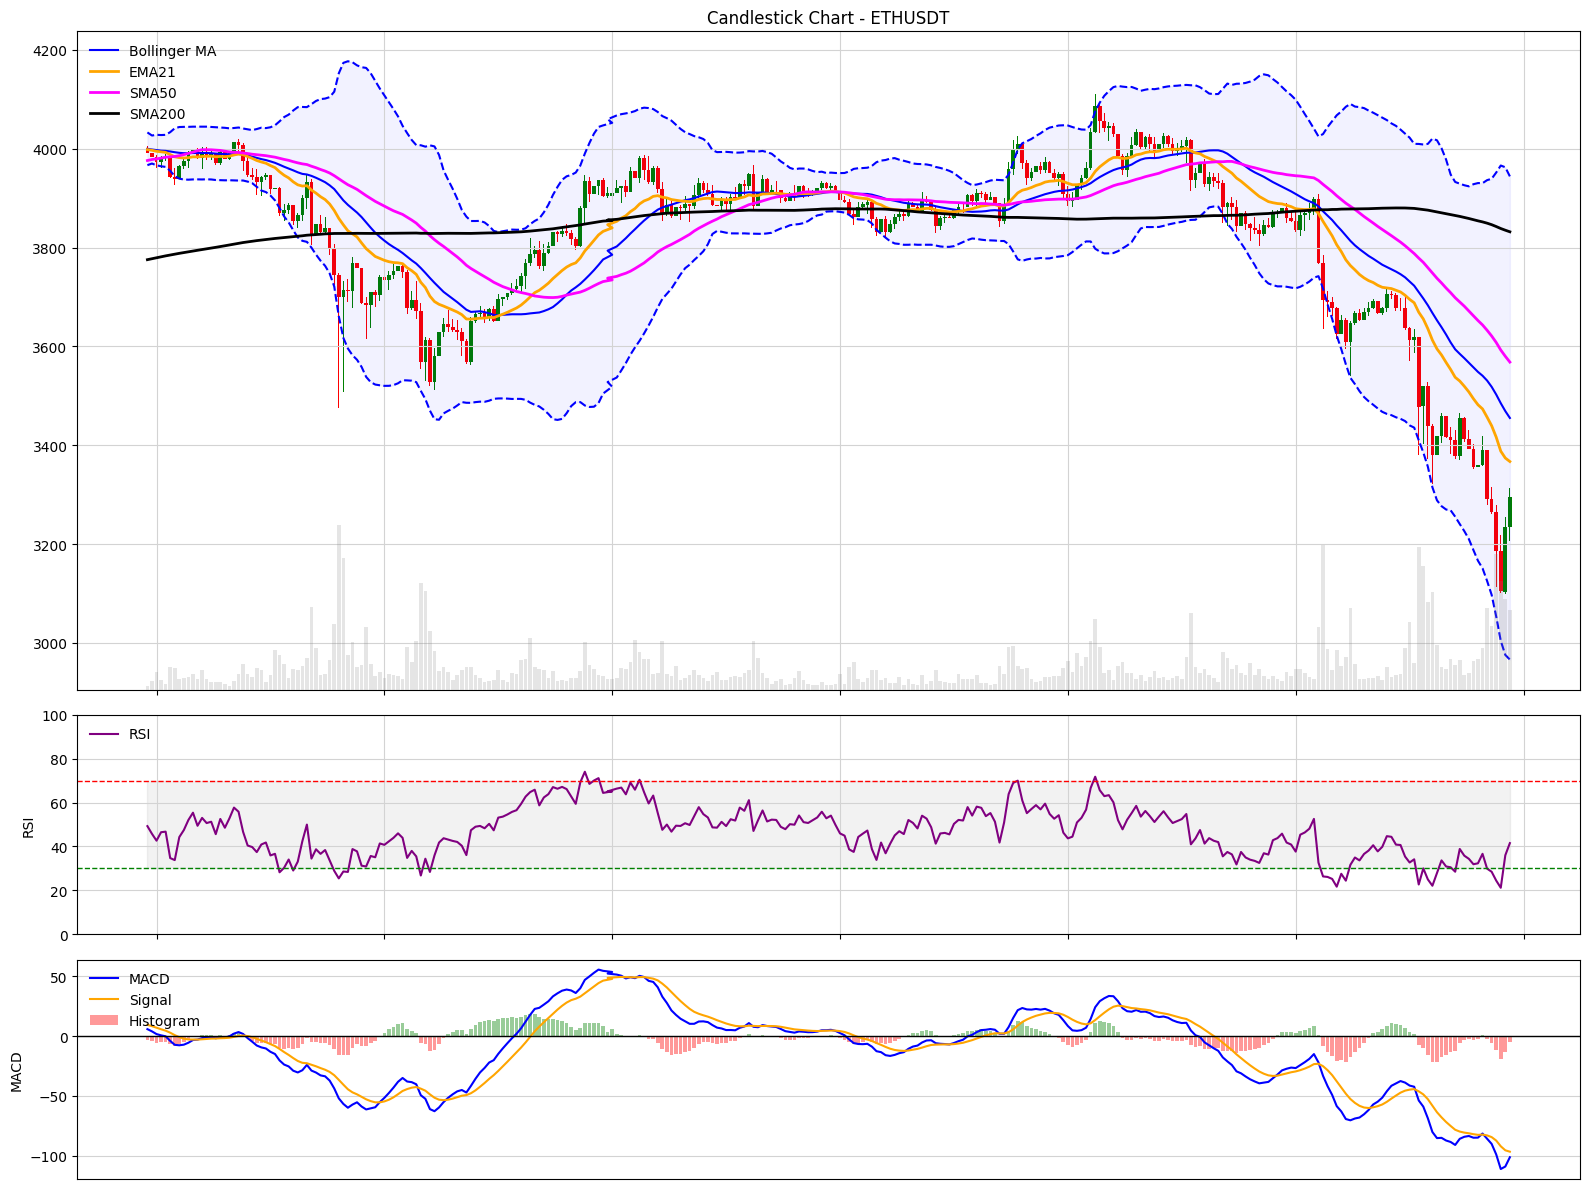 Candlestick Chart - ETHUSDT
Bollinger MA
EMA21
SMA50
SMA200
4200
4000
3800
3600
3400
3200
3000
RSI
100
80
60
40
20
0
RSI
MACD
Signal
Histogram
50
0
−50
−100
MACD